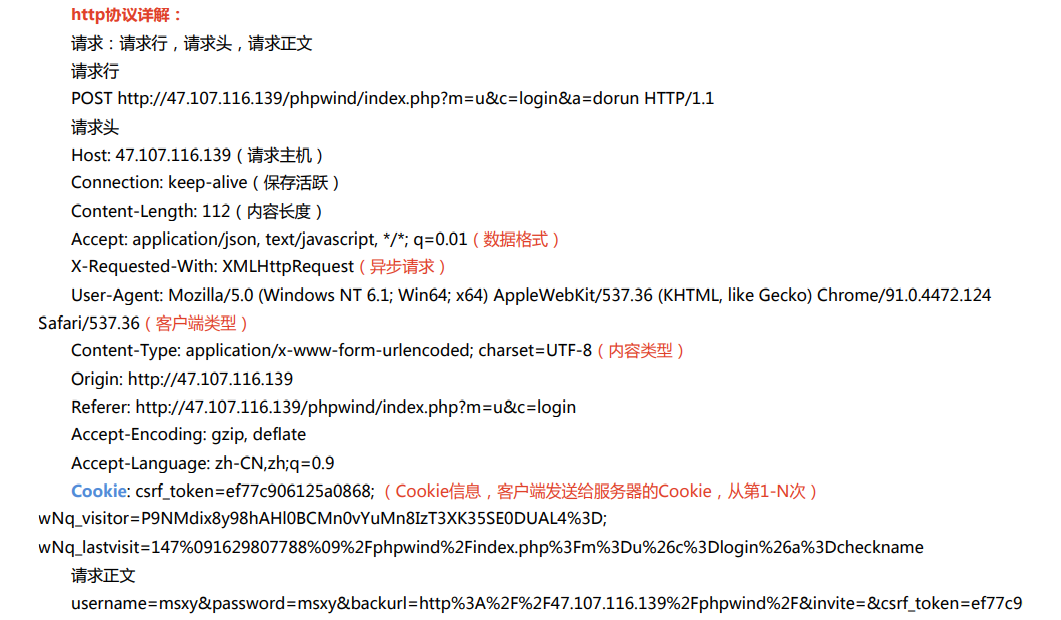 http协议详解：
请求：请求行，请求头，请求正文
请求行
POST http://47.107.116.139/phpwind/index.php?m=u&c=login&a=dorun HTTP/1.1
请求头
Host: 47.107.116.139（请求主机）
Connection: keep-alive（保存活跃）
Content-Length: 112（内容长度）
Accept: application/json, text/javascript, */*; q=0.01（数据格式）
X-Requested-With: XMLHttpRequest（异步请求）
User-Agent: Mozilla/5.0 (Windows NT 6.1; Win64; x64) AppleWebKit/537.36 (KHTML, like Gecko) Chrome/91.0.4472.124
Safari/537.36（客户端类型）
Content-Type: application/x-www-form-urlencoded; charset=UTF-8（内容类型）
Origin: http://47.107.116.139
Referer: http://47.107.116.139/phpwind/index.php?m=u&c=login
Accept-Encoding: gzip, deflate
Accept-Language: zh-CN,zh;q=0.9
Cookie: csrf_token=ef77c906125a0868;（Cookie信息，客户端发送给服务器的Cookie，从第1-N次）
wNq_visitor=P9NMdix8y98hAHl0BCMn0vYuMn8IzT3XK35SE0DUAL4%3D;
wNq_lastvisit=147%091629807788%09%2Fphpwind%2Findex.php%3Fm%3Du%26c%3Dlogin%26a%3Dcheckname
请求正文
username=msxy&password=msxy&backurl=http%3A%2F%2F47.107.116.139%2Fphpwind%2F&invite=&csrf_token=ef77c9